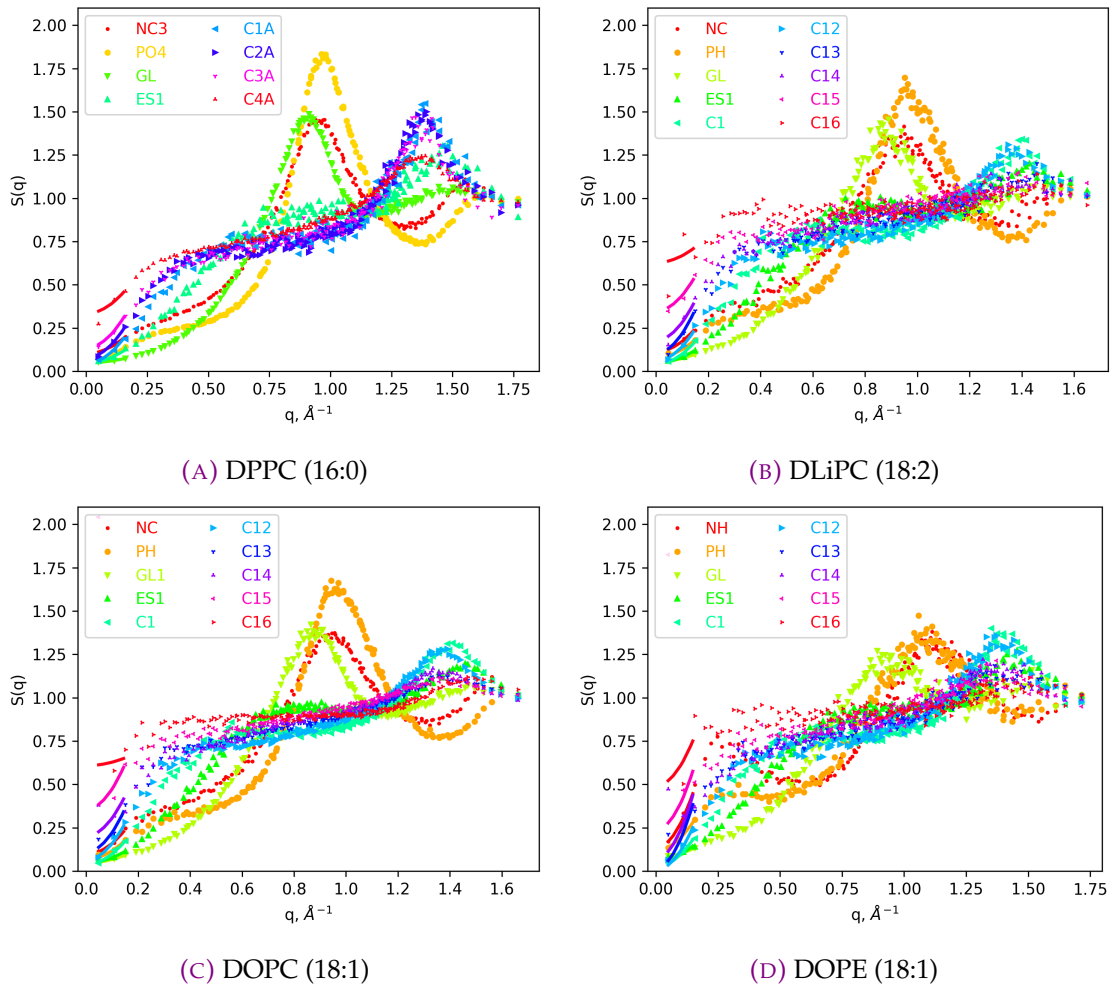 2.00
1.75
1.50
1.25
1.00
0.75
0.50
0.25
0.00
S(q)
NC3
PO4
GL
ES1
C1A
C2A
C3A
C4A
0.00 0.25 0.50 0.75 1.00 1.25 1.50 1.75
q, Å⁻¹
(A) DPPC (16:0)
2.00
1.75
1.50
1.25
1.00
0.75
0.50
0.25
0.00
S(q)
NC
PH
GL
ES1
C1
C12
C13
C14
C15
C16
0.0 0.2 0.4 0.6 0.8 1.0 1.2 1.4 1.6
q, Å⁻¹
(B) DLiPC (18:2)
2.00
1.75
1.50
1.25
1.00
0.75
0.50
0.25
0.00
S(q)
NC
PH
GL1
ES1
C1
C12
C13
C14
C15
C16
0.0 0.2 0.4 0.6 0.8 1.0 1.2 1.4 1.6
q, Å⁻¹
(C) DOPC (18:1)
2.00
1.75
1.50
1.25
1.00
0.75
0.50
0.25
0.00
S(q)
NH
PH
GL
ES1
C1
C12
C13
C14
C15
C16
0.00 0.25 0.50 0.75 1.00 1.25 1.50 1.75
q, Å⁻¹
(D) DOPE (18:1)